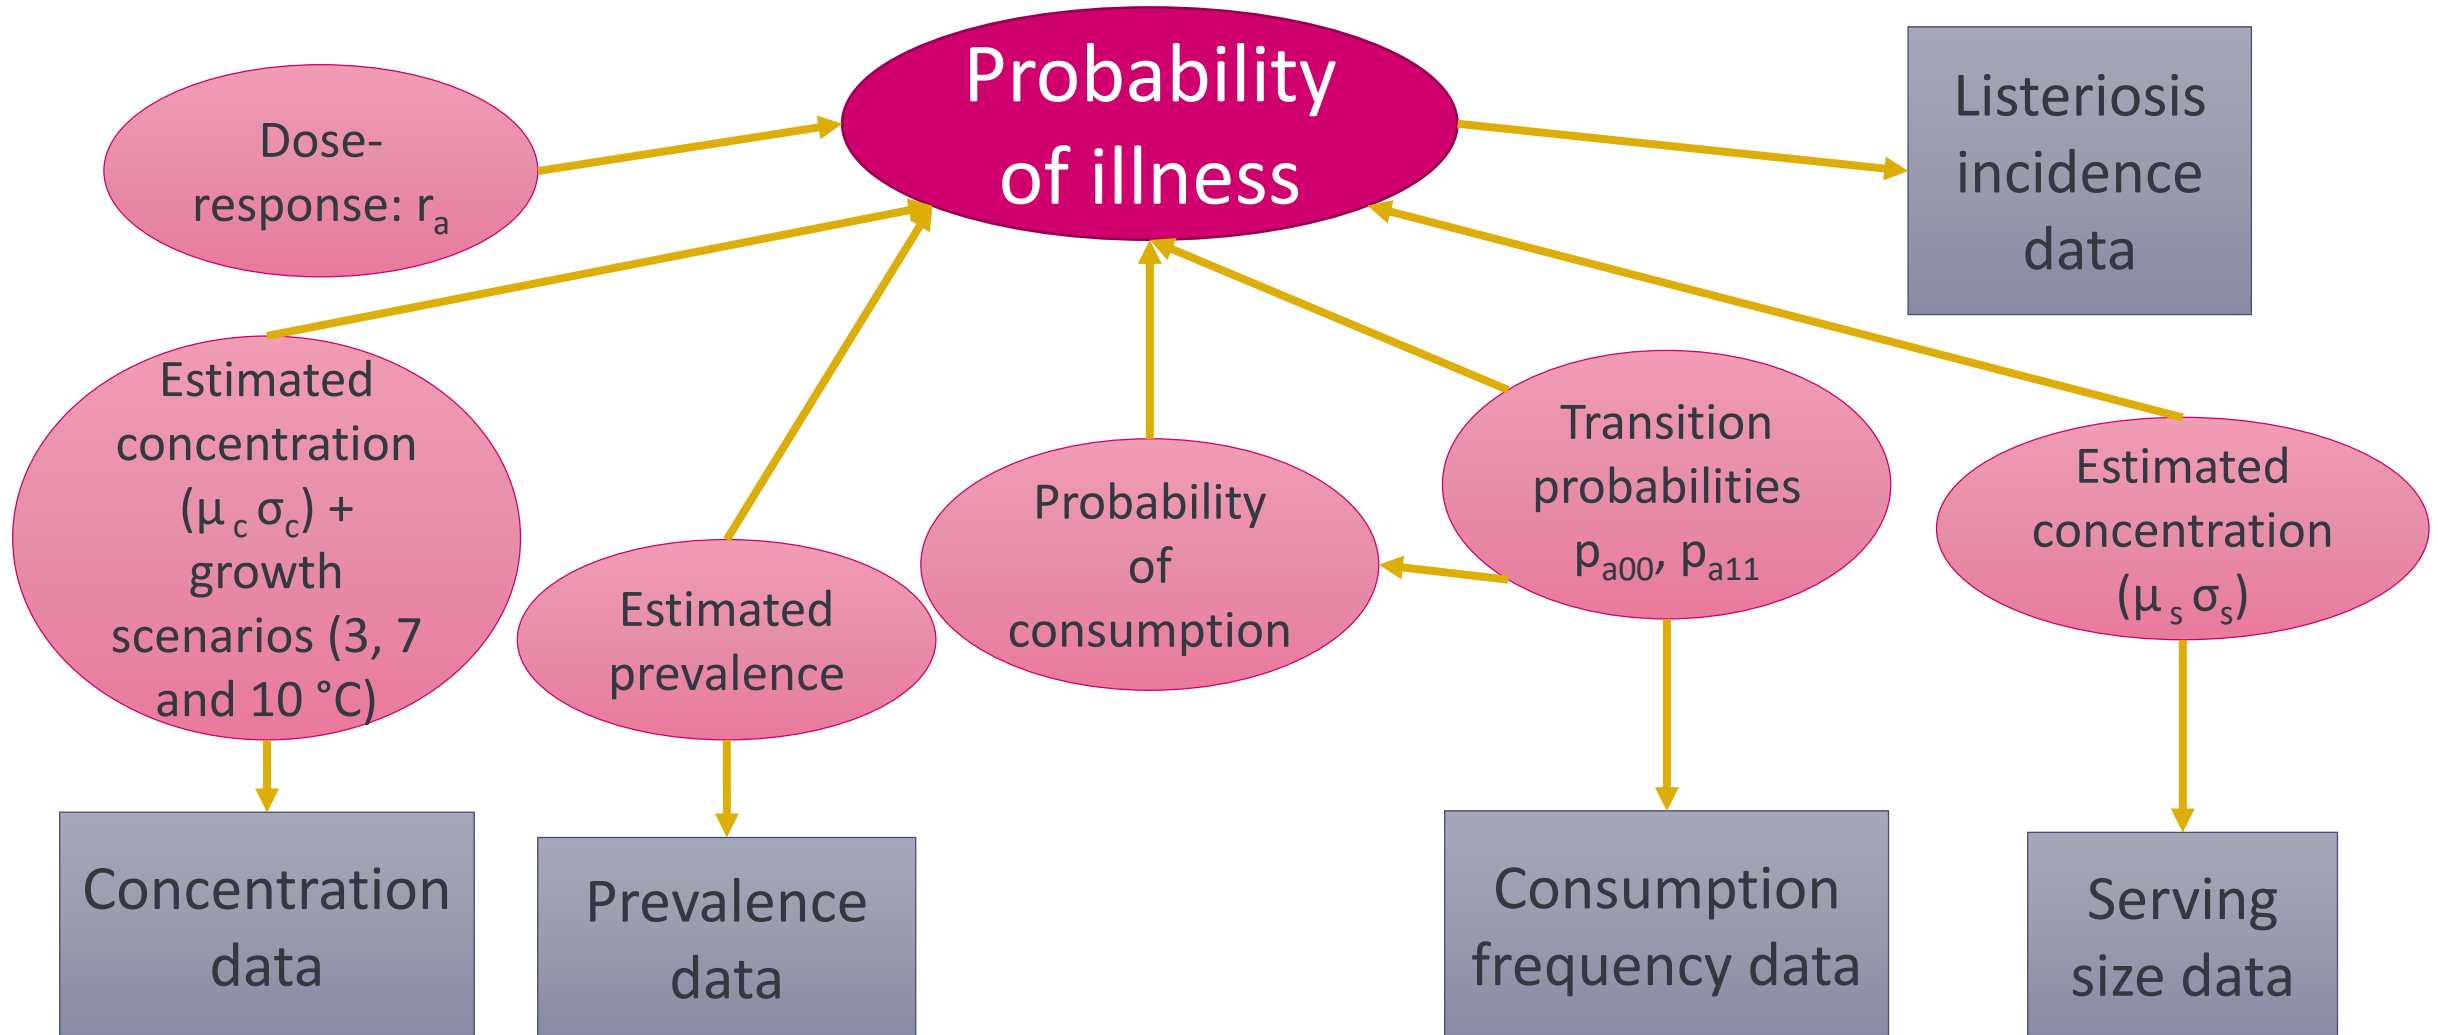 Probability
of illness
Listeriosis
incidence
data
Dose-
response: rₐ
Estimated
concentration
(μ c σc) +
growth
scenarios (3, 7
and 10 °C)
Estimated
prevalence
Probability
of
consumption
Transition
probabilities
pa00, pa11
Estimated
concentration
(μ s σs)
Concentration
data
Prevalence
data
Consumption
frequency data
Serving
size data